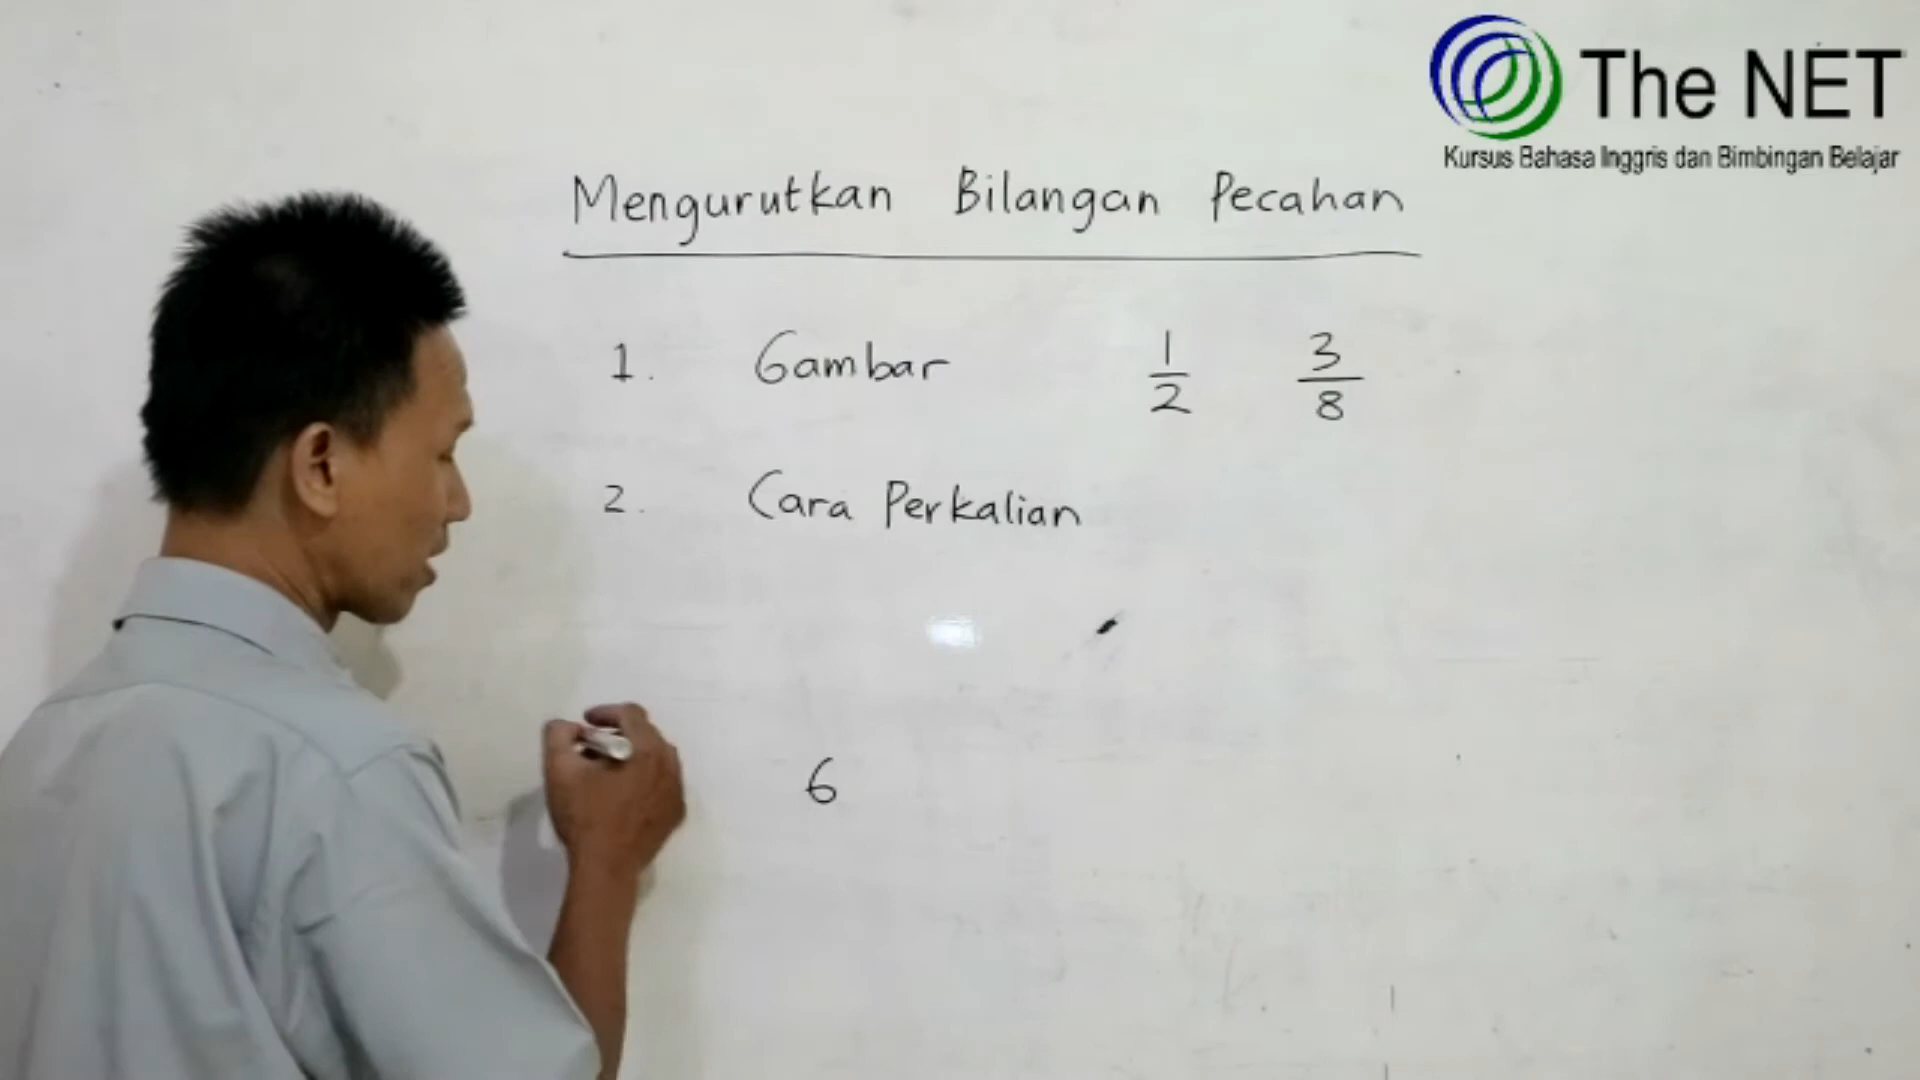 The NET
Kursus Bahasa Inggris dan Bimbingan Belajar
Mengurutkan Bilangan Pecahan
1. Gambar 1/2 3/8
2. Cara Perkalian
6